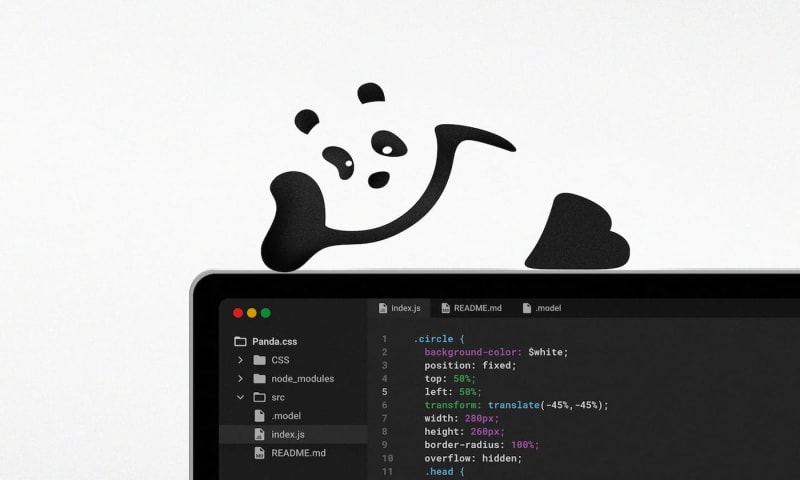 index.js
README.md
.model
Panda.css
CSS
node_modules
src
.model
index.js
README.md
1 .circle {
2 background-color: $white;
3 position: fixed;
4 top: 50%;
5 left: 50%;
6 transform: translate(-45%,-45%);
7 width: 280px;
8 height: 260px;
9 border-radius: 100%;
10 overflow: hidden;
11 .head {